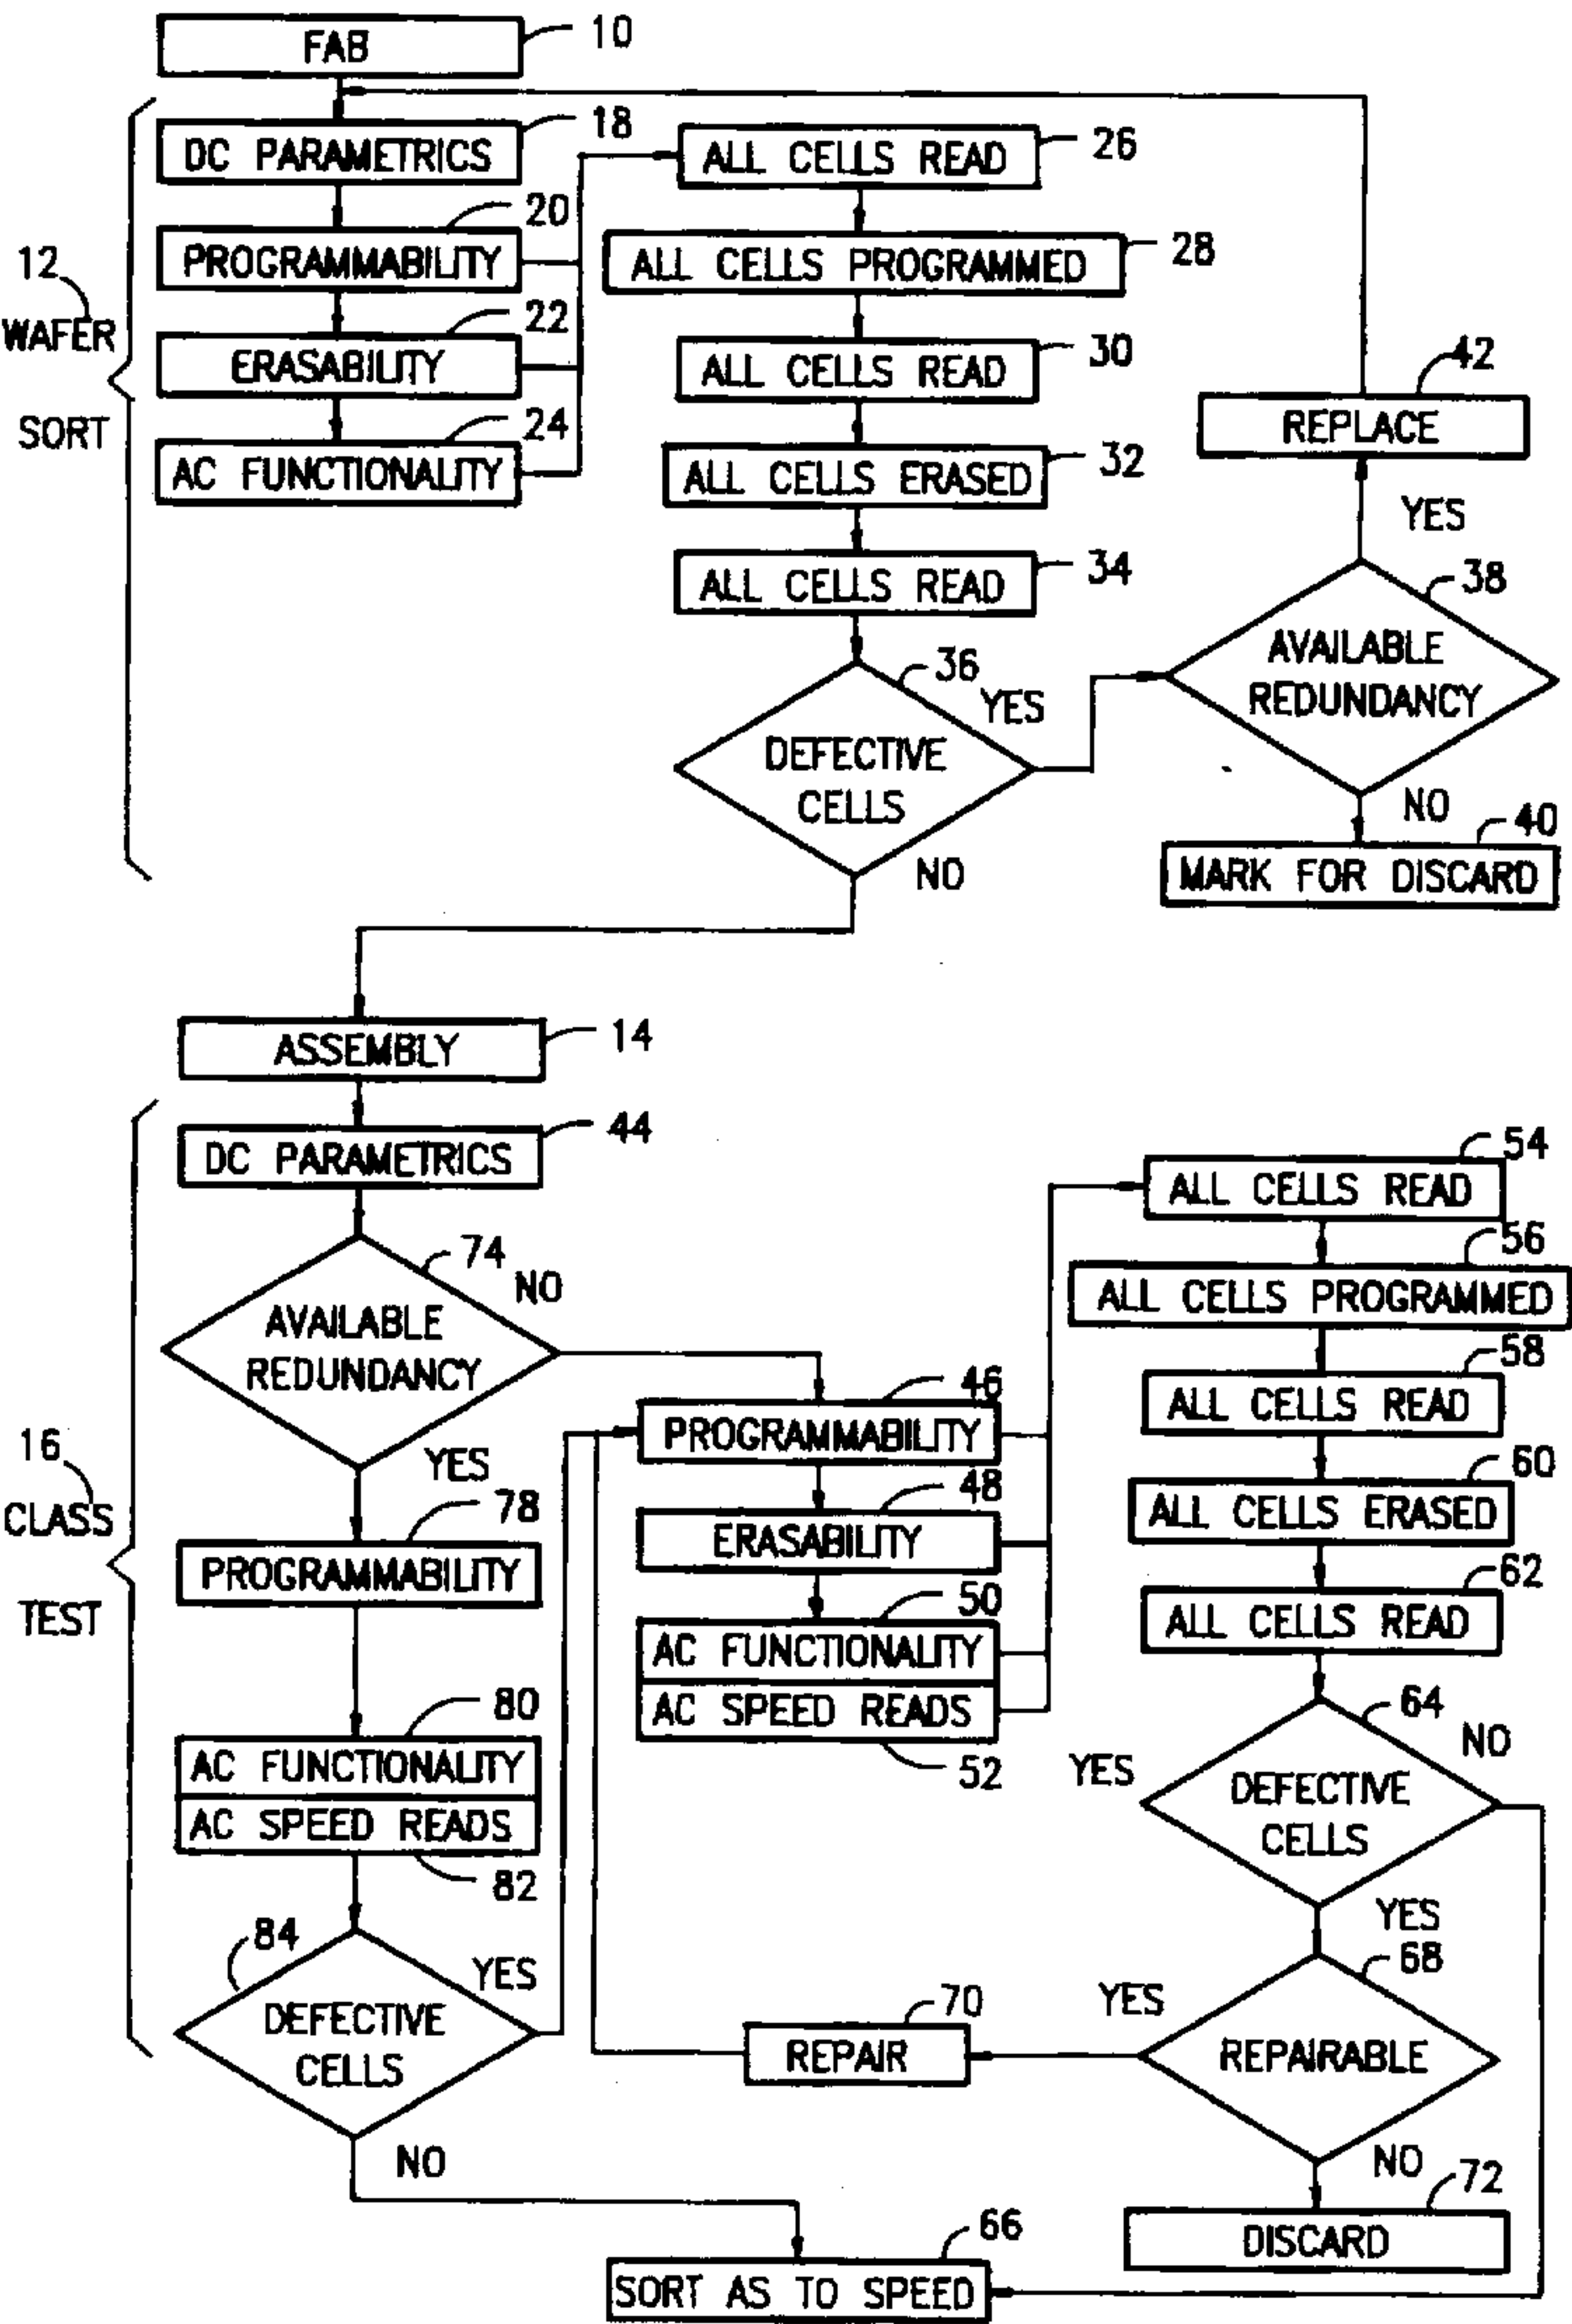 FAB
10
DC PARAMETRICS
18
PROGRAMMABILITY
20
ERASABILITY
22
AC FUNCTIONALITY
24
12
WAFER
SORT
ALL CELLS READ
26
ALL CELLS PROGRAMMED
28
ALL CELLS READ
30
ALL CELLS ERASED
32
ALL CELLS READ
34
36
YES
DEFECTIVE
CELLS
NO
REPLACE
42
YES
38
AVAILABLE
REDUNDANCY
NO
40
MARK FOR DISCARD
ASSEMBLY
14
DC PARAMETRICS
44
74
NO
AVAILABLE
REDUNDANCY
YES
16
CLASS
TEST
78
PROGRAMMABILITY
80
AC FUNCTIONALITY
AC SPEED READS
82
84
YES
DEFECTIVE
CELLS
NO
46
PROGRAMMABILITY
48
ERASABILITY
50
AC FUNCTIONALITY
AC SPEED READS
52
54
ALL CELLS READ
56
ALL CELLS PROGRAMMED
58
ALL CELLS READ
60
ALL CELLS ERASED
62
ALL CELLS READ
64
NO
YES
DEFECTIVE
CELLS
YES
68
YES
REPAIRABLE
70
REPAIR
NO
72
DISCARD
66
SORT AS TO SPEED